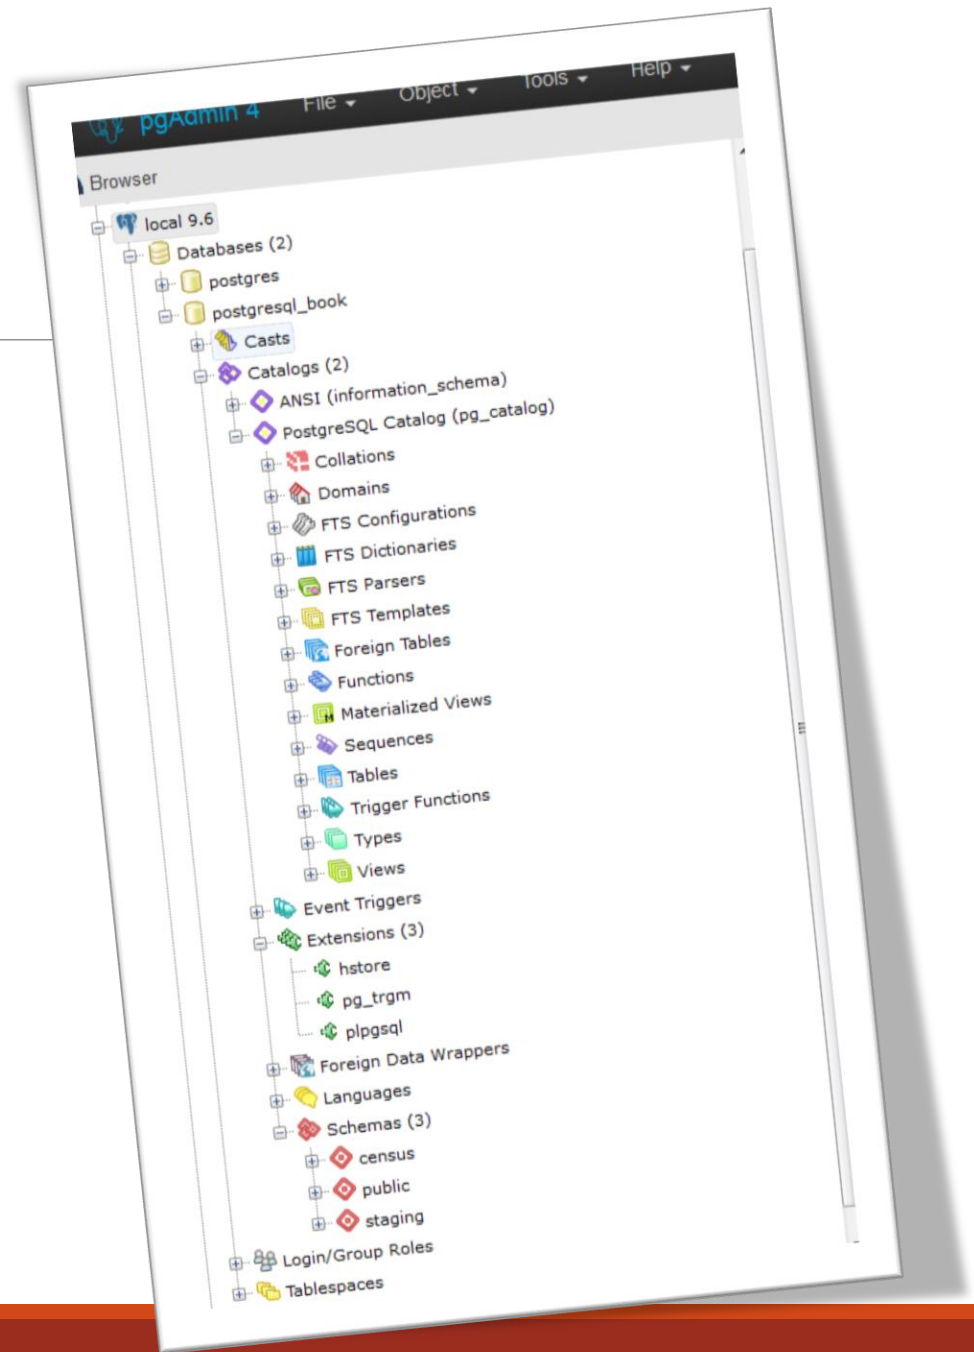 pgAdmin 4 File Object Tools Help
Browser
local 9.6
Databases (2)
postgres
postgresql_book
Casts
Catalogs (2)
ANSI (information_schema)
PostgreSQL Catalog (pg_catalog)
Collations
Domains
FTS Configurations
FTS Dictionaries
FTS Parsers
FTS Templates
Foreign Tables
Functions
Materialized Views
Sequences
Tables
Trigger Functions
Types
Views
Event Triggers
Extensions (3)
hstore
pg_trgm
plpgsql
Foreign Data Wrappers
Languages
Schemas (3)
census
public
staging
Login/Group Roles
Tablespaces